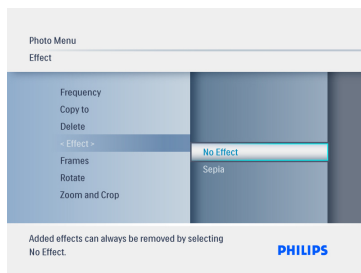 Photo Menu
Effect
Frequency
Copy to
Delete
« Effect »
Frames
Rotate
Zoom and Crop
No Effect
Sepia
Added effects can always be removed by selecting
No Effect.
PHILIPS